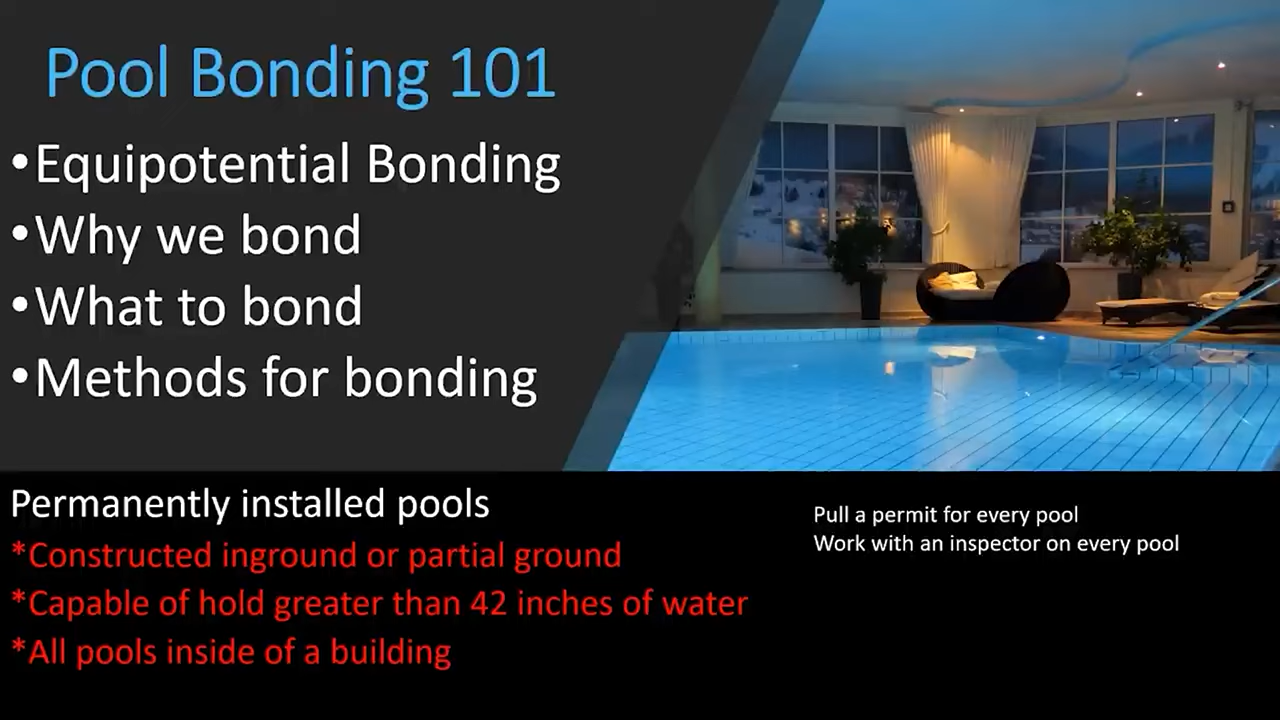 Pool Bonding 101
•Equipotential Bonding
•Why we bond
•What to bond
•Methods for bonding
Permanently installed pools
*Constructed inground or partial ground
*Capable of hold greater than 42 inches of water
*All pools inside of a building
Pull a permit for every pool
Work with an inspector on every pool